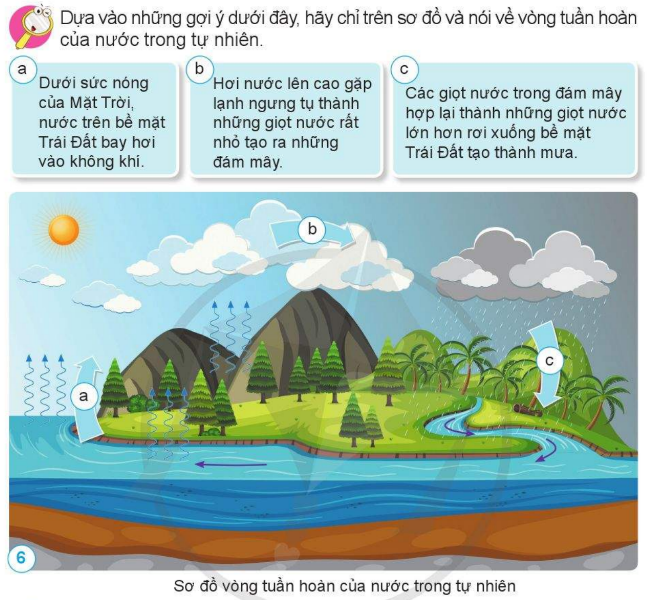 Dựa vào những gợi ý dưới đây, hãy chỉ trên sơ đồ và nói về vòng tuần hoàn
của nước trong tự nhiên.
a
Dưới sức nóng
của Mặt Trời,
nước trên bề mặt
Trái Đất bay hơi
vào không khí.
b
Hơi nước lên cao gặp
lạnh ngưng tụ thành
những giọt nước rất
nhỏ tạo ra những
đám mây.
c
Các giọt nước trong đám mây
hợp lại thành những giọt nước
lớn hơn rơi xuống bề mặt
Trái Đất tạo thành mưa.
b
c
a
6
Sơ đồ vòng tuần hoàn của nước trong tự nhiên